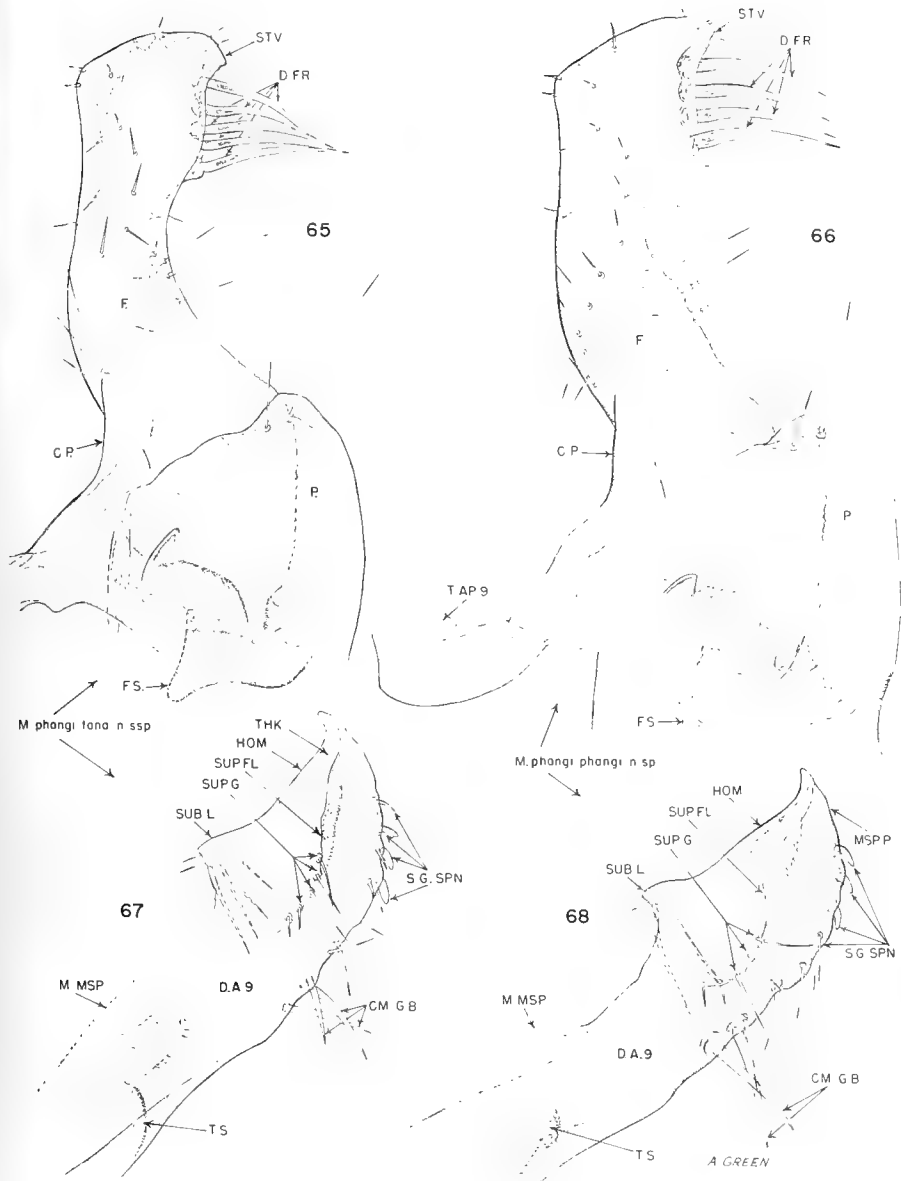 STV
D.FR
65
F.
C.P.
P.
T AP 9
FS.
M phangi tana n ssp
STV
D.FR
66
F
C.P
P
FS
M. phangi phangi n sp
THK
HOM
SUP FL
SUP G
SUB L
S.G. SPN
67
M MSP
D.A 9
CM G B
T S
HOM
SUP FL
SUP G
SUB L
MSP P
S.G SPN
68
M MSP
D.A.9
CM G B
T S
A GREEN